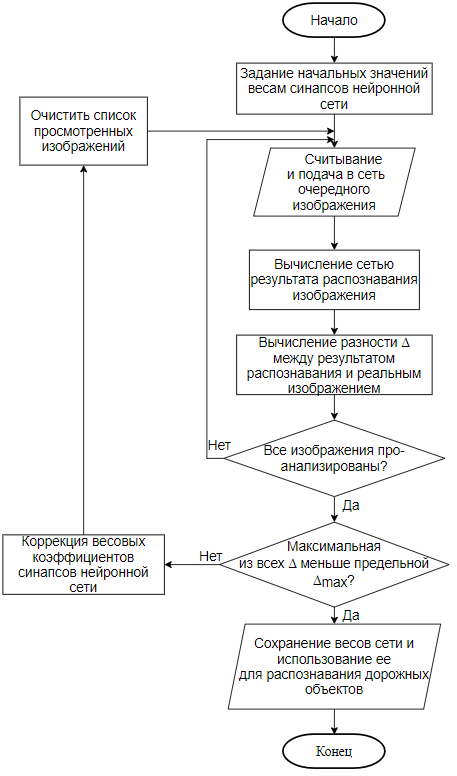 Начало
Задание начальных значений
весам синапсов нейронной
сети
Очистить список
просмотренных
изображений
Считывание
и подача в сеть
очередного
изображения
Вычисление сетью
результата распознавания
изображения
Вычисление разности Δ
между результатом
распознавания и реальным
изображением
Нет
Все изображения про-
анализированы?
Да
Максимальная
из всех Δ меньше предельной
Δmax?
Нет
Коррекция весовых
коэффициентов
синапсов нейронной
сети
Да
Сохранение весов сети и
использование ее
для распознавания дорожных
объектов
Конец